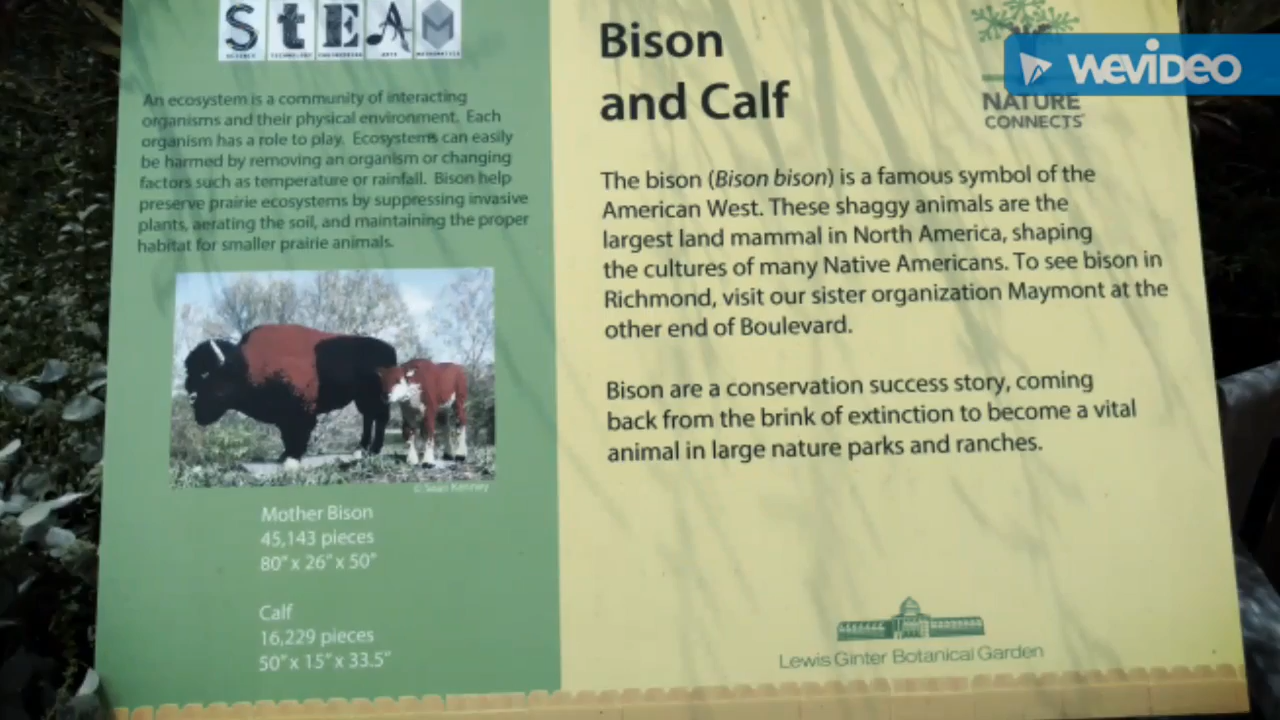 StEAM
SCIENCE TECHNOLOGY ENGINEERING ARTS MATHEMATICS
An ecosystem is a community of interacting
organisms and their physical environment. Each
organism has a role to play. Ecosystems can easily
be harmed by removing an organism or changing
factors such as temperature or rainfall. Bison help
preserve prairie ecosystems by suppressing invasive
plants, aerating the soil, and maintaining the proper
habitat for smaller prairie animals.
© Sean Kenney
Mother Bison
45,143 pieces
80" x 26" x 50"
Calf
16,229 pieces
50" x 15" x 33.5"
Bison
and Calf
NATURE
CONNECTS
WEVIDEO
The bison (Bison bison) is a famous symbol of the
American West. These shaggy animals are the
largest land mammal in North America, shaping
the cultures of many Native Americans. To see bison in
Richmond, visit our sister organization Maymont at the
other end of Boulevard.
Bison are a conservation success story, coming
back from the brink of extinction to become a vital
animal in large nature parks and ranches.
Lewis Ginter Botanical Garden